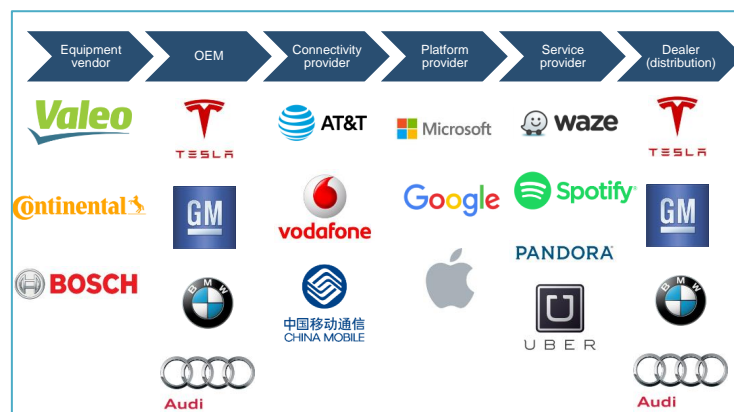 Equipment
vendor
OEM
Connectivity
provider
Platform
provider
Service
provider
Dealer
(distribution)
Valeo
TESLA
AT&T
Microsoft
waze
TESLA
Continental
GM
vodafone
Google
Spotify
GM
BOSCH
BMW
中国移动通信
CHINA MOBILE
PANDORA
U
UBER
BMW
Audi
Audi